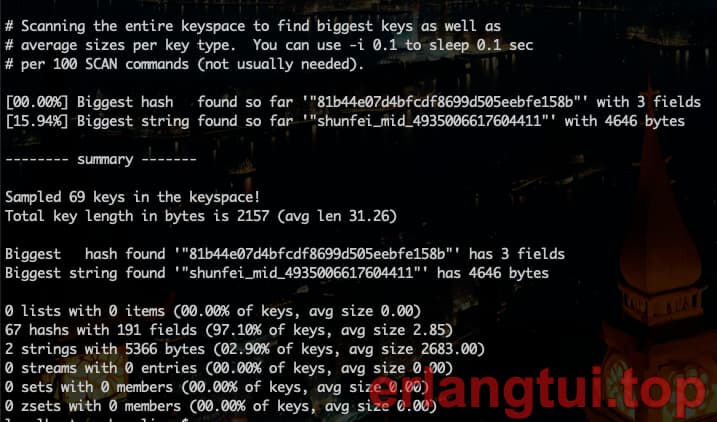 # Scanning the entire keyspace to find biggest keys as well as
# average sizes per key type.  You can use -i 0.1 to sleep 0.1 sec
# per 100 SCAN commands (not usually needed).
[00.00%] Biggest hash   found so far '"81b44e07d4bfcdf8699d505eebfe158b"' with 3 fields
[15.94%] Biggest string found so far '"shunfei_mid_4935006617604411"' with 4646 bytes
-------- summary -------
Sampled 69 keys in the keyspace!
Total key length in bytes is 2157 (avg len 31.26)
Biggest   hash found '"81b44e07d4bfcdf8699d505eebfe158b"' has 3 fields
Biggest string found '"shunfei_mid_4935006617604411"' has 4646 bytes
0 lists with 0 items (00.00% of keys, avg size 0.00)
67 hashs with 191 fields (97.10% of keys, avg size 2.85)
2 strings with 5366 bytes (02.90% of keys, avg size 2683.00)
0 streams with 0 entries (00.00% of keys, avg size 0.00)
0 sets with 0 members (00.00% of keys, avg size 0.00)
0 zsets with 0 members (00.00% of keys, avg size 0.00)
erlangtui.top